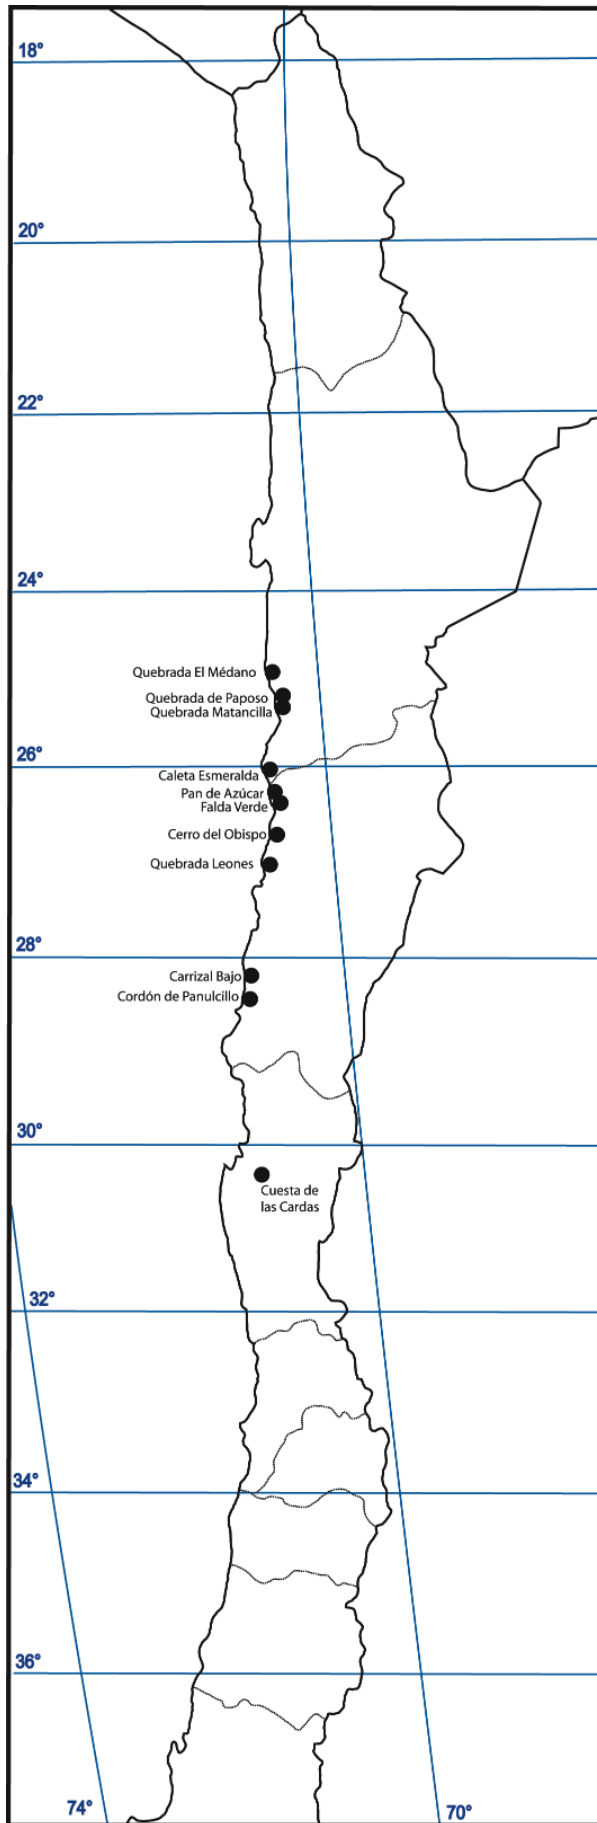 18°
20°
22°
24°
Quebrada El Médano
Quebrada de Paposo
Quebrada Matancilla
26°
Caleta Esmeralda
Pan de Azúcar
Falda Verde
Cerro del Obispo
Quebrada Leones
28°
Carrizal Bajo
Cordón de Panulcillo
30°
Cuesta de
las Cardas
32°
34°
36°
74°
70°